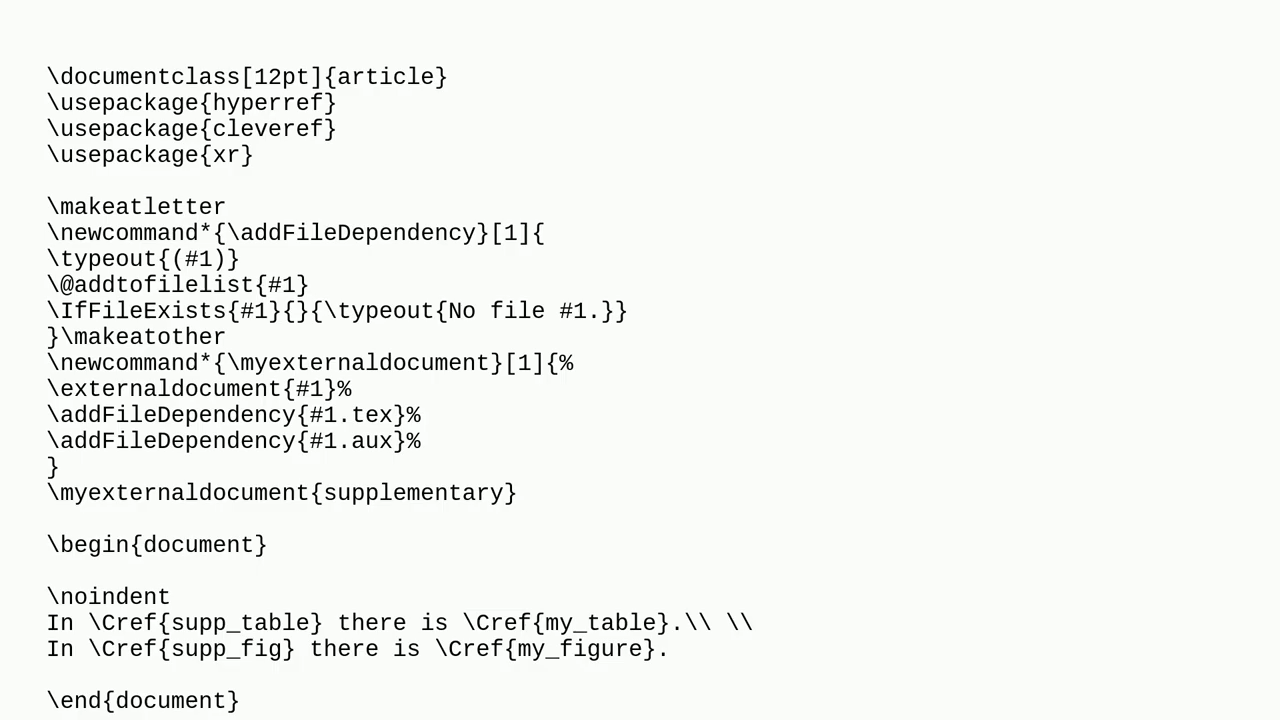 \documentclass[12pt]{article}
\usepackage{hyperref}
\usepackage{cleveref}
\usepackage{xr}
\makeatletter
\newcommand*{\addFileDependency}[1]{
\typeout{(#1)}
\@addtofilelist{#1}
\IfFileExists{#1}{}{\typeout{No file #1.}}
}\makeatother
\newcommand*{\myexternaldocument}[1]{%
\externaldocument{#1}%
\addFileDependency{#1.tex}%
\addFileDependency{#1.aux}%
}
\myexternaldocument{supplementary}
\begin{document}
\noindent
In \Cref{supp_table} there is \Cref{my_table}.\\ \\
In \Cref{supp_fig} there is \Cref{my_figure}.
\end{document}